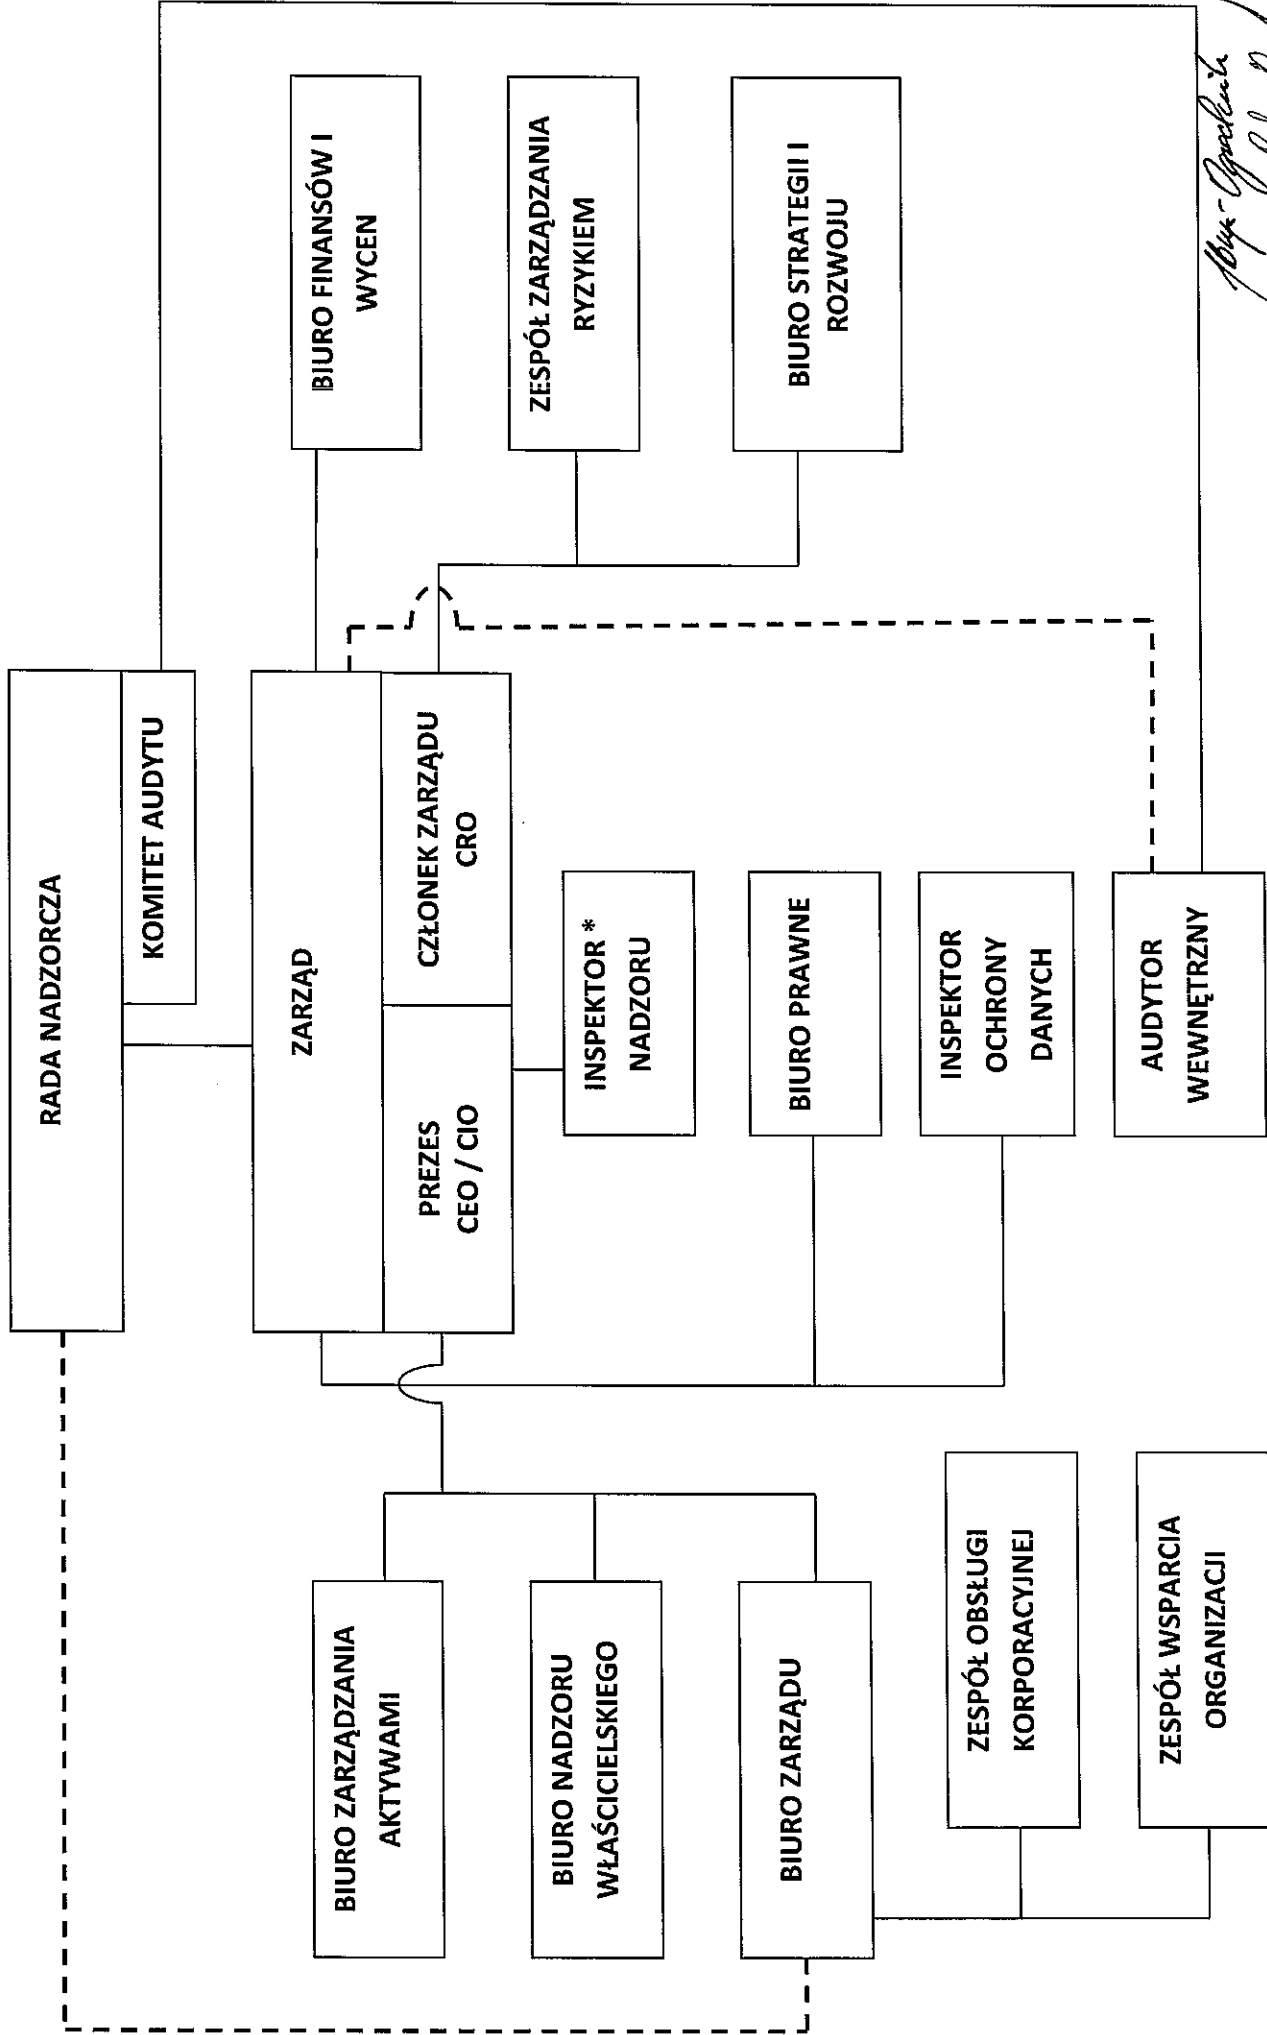 RADA NADZORCZA
KOMITET AUDYTU
ZARZĄD
PREZES
CEO / CIO
CZŁONEK ZARZĄDU
CRO
BIURO ZARZĄDZANIA
AKTYWAMI
BIURO NADZORU
WŁAŚCICIELSKIEGO
BIURO ZARZĄDU
ZESPÓŁ OBSŁUGI
KORPORACYJNEJ
ZESPÓŁ WSPARCIA
ORGANIZACJI
INSPEKTOR *
NADZORU
BIURO PRAWNE
INSPEKTOR
OCHRONY
DANYCH
AUDYTOR
WEWNĘTRZNY
BIURO FINANSÓW I
WYCEN
ZESPÓŁ ZARZĄDZANIA
RYZYKIEM
BIURO STRATEGII I
ROZWOJU